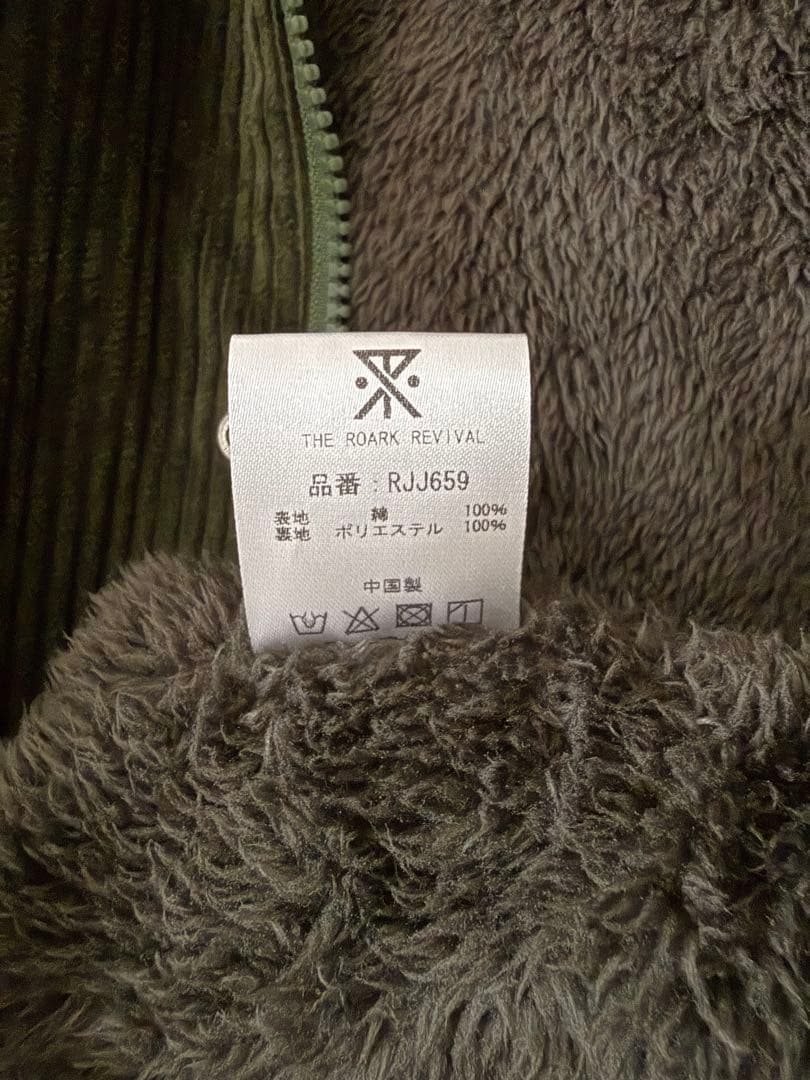 THE ROARK REVIVAL
品番:RJJ659
表地 綿 100%
裏地 ポリエステル 100%
中国製